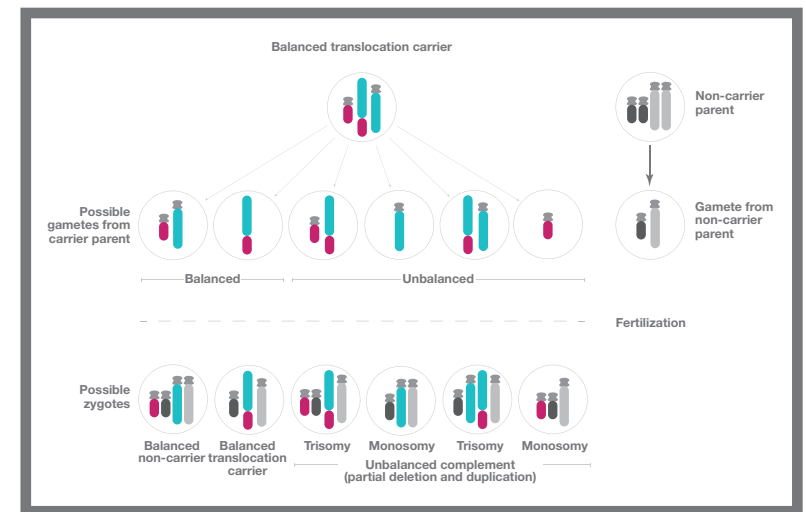 Balanced translocation carrier
Non-carrier
parent
Possible
gametes from
carrier parent
Gamete from
non-carrier
parent
Balanced
Unbalanced
Fertilization
Possible
zygotes
Balanced
non-carrier
Balanced
translocation
carrier
Trisomy
Monosomy
Trisomy
Monosomy
Unbalanced complement
(partial deletion and duplication)